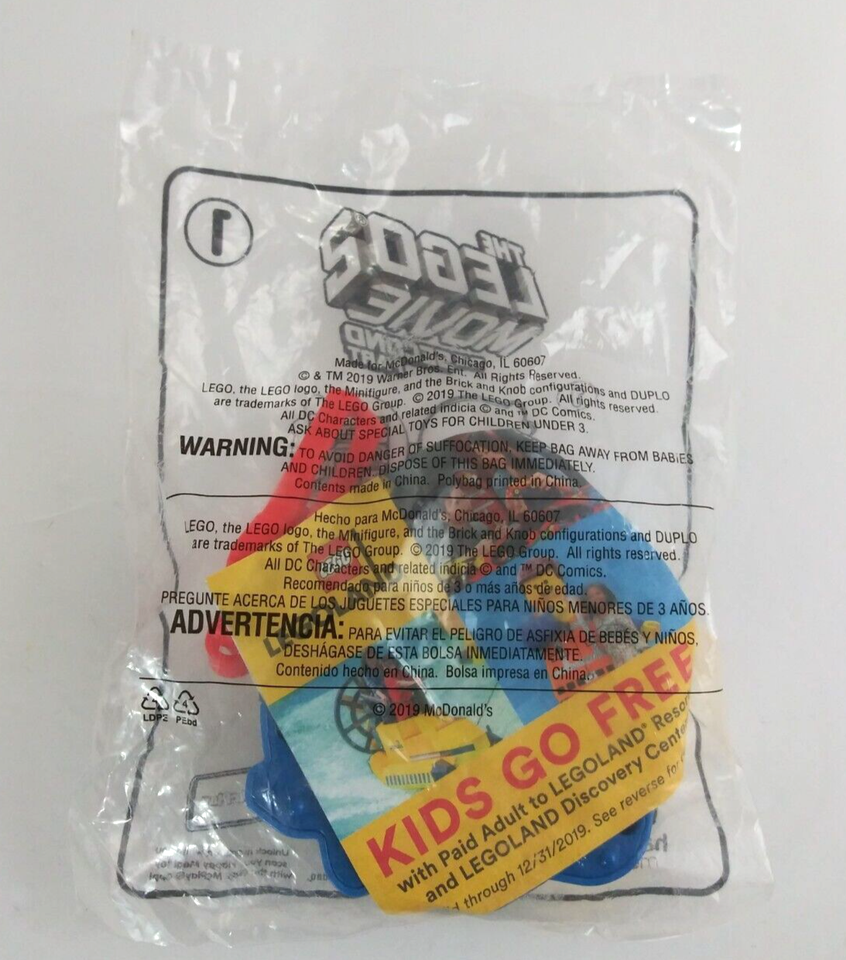 1
THE
LEGO 2
MOVIE
Made for McDonald's, Chicago, IL 60607
© & TM 2019 Warner Bros. Ent. All Rights Reserved.
LEGO, the LEGO logo, the Minifigure, and the Brick and Knob configurations and DUPLO
are trademarks of The LEGO Group. © 2019 The LEGO Group. All rights reserved.
All DC Characters and related indicia © and ™ DC Comics.
ASK ABOUT SPECIAL TOYS FOR CHILDREN UNDER 3.
WARNING: TO AVOID DANGER OF SUFFOCATION, KEEP BAG AWAY FROM BABIES
AND CHILDREN. DISPOSE OF THIS BAG IMMEDIATELY.
Contents made in China. Polybag printed in China.
Hecho para McDonald's, Chicago, IL 60607
LEGO, the LEGO logo, the Minifigure, and the Brick and Knob configurations and DUPLO
are trademarks of The LEGO Group. © 2019 The LEGO Group. All rights reserved.
All DC Characters and related indicia © and ™ DC Comics.
Recomendado para niños de 3 o más años de edad.
PREGUNTE ACERCA DE LOS JUGUETES ESPECIALES PARA NIÑOS MENORES DE 3 AÑOS.
ADVERTENCIA: PARA EVITAR EL PELIGRO DE ASFIXIA DE BEBÉS Y NIÑOS,
DESHÁGASE DE ESTA BOLSA INMEDIATAMENTE.
Contenido hecho en China. Bolsa impresa en China.
© 2019 McDonald's
LEGOLAND
KIDS GO FREE
with Paid Adult to LEGOLAND® Reso
and LEGOLAND Discovery Cente
d through 12/31/2019. See reverse for